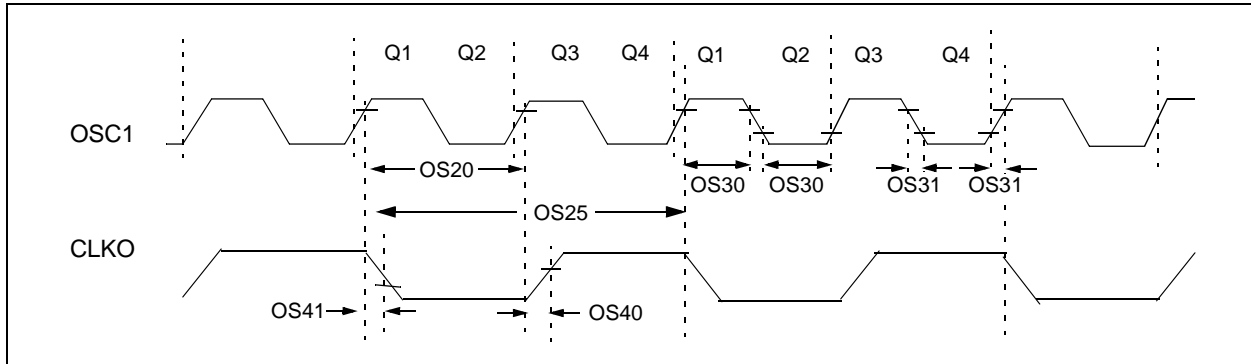 Q1 Q2 Q3 Q4 Q1 Q2 Q3 Q4
OSC1
OS20 OS30 OS30 OS31 OS31
OS25
CLKO
OS41 OS40